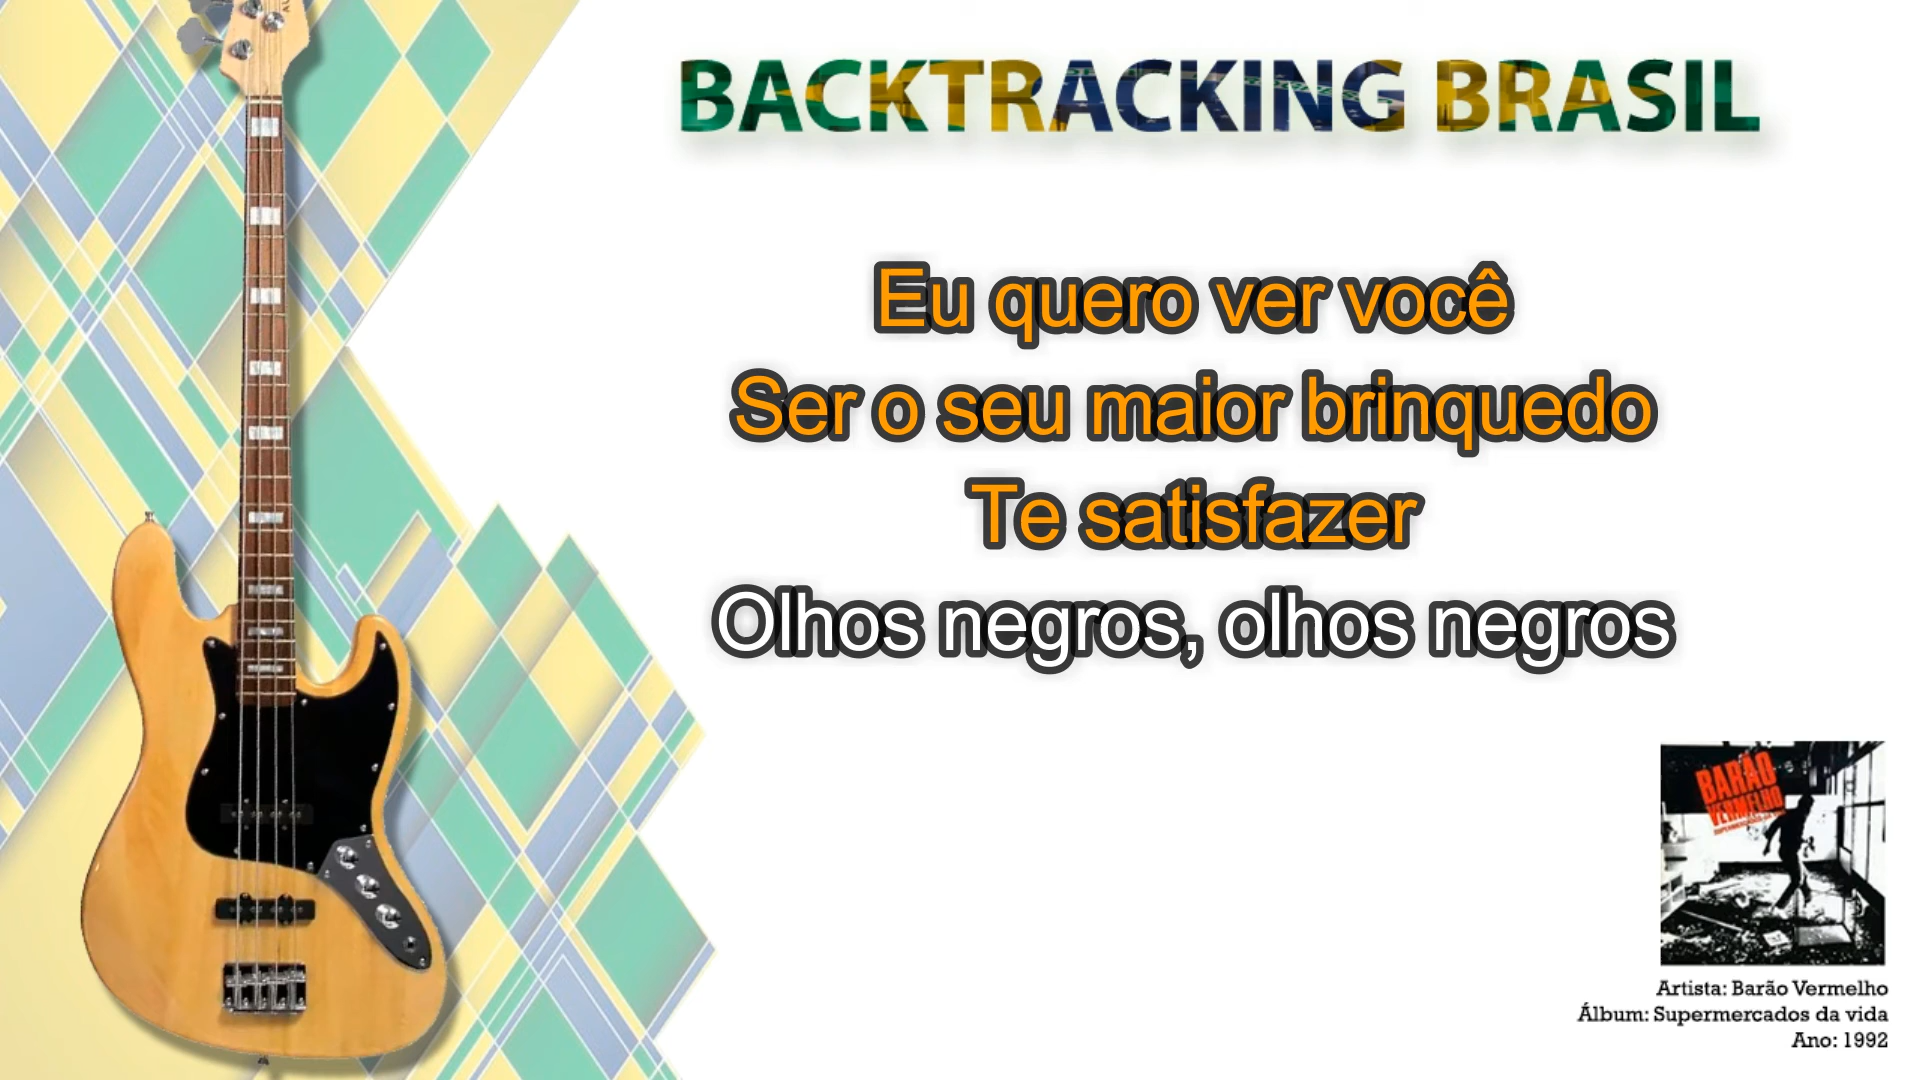 BACKTRACKING BRASIL
Eu quero ver você
Ser o seu maior brinquedo
Te satisfazer
Olhos negros, olhos negros
BARÃO
VERMELHO
Artista: Barão Vermelho
Álbum: Supermercados da vida
Ano: 1992